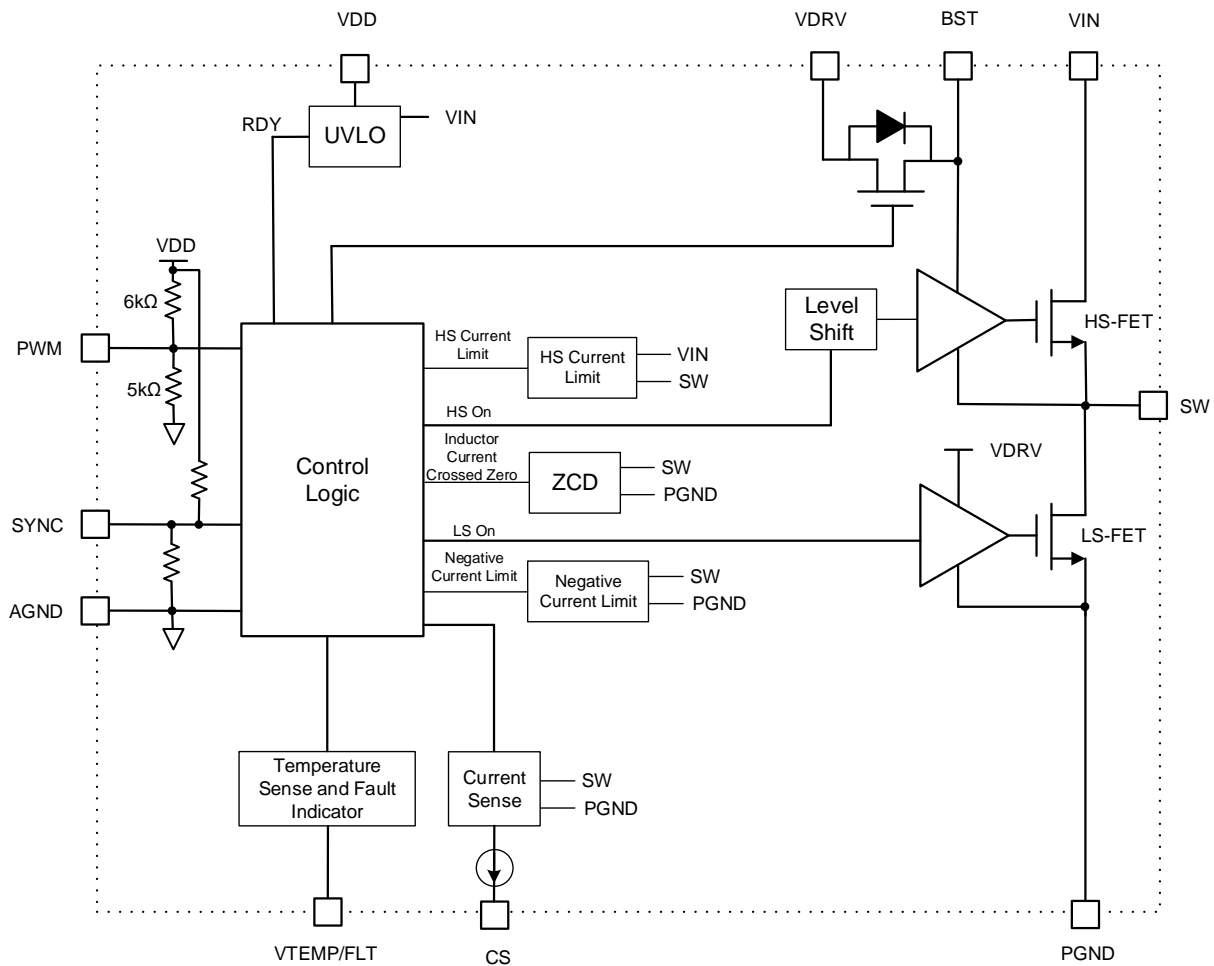 VDD
VDRV
BST
VIN
RDY
UVLO
VIN
VDD
6kΩ
PWM
5kΩ
Level
Shift
HS-FET
HS Current
Limit
HS Current
Limit
VIN
SW
SW
HS On
Inductor
Current
Crossed Zero
ZCD
SW
PGND
VDRV
Control
Logic
SYNC
LS On
LS-FET
Negative
Current Limit
Negative
Current Limit
SW
PGND
AGND
Temperature
Sense and Fault
Indicator
Current
Sense
SW
PGND
VTEMP/FLT
CS
PGND